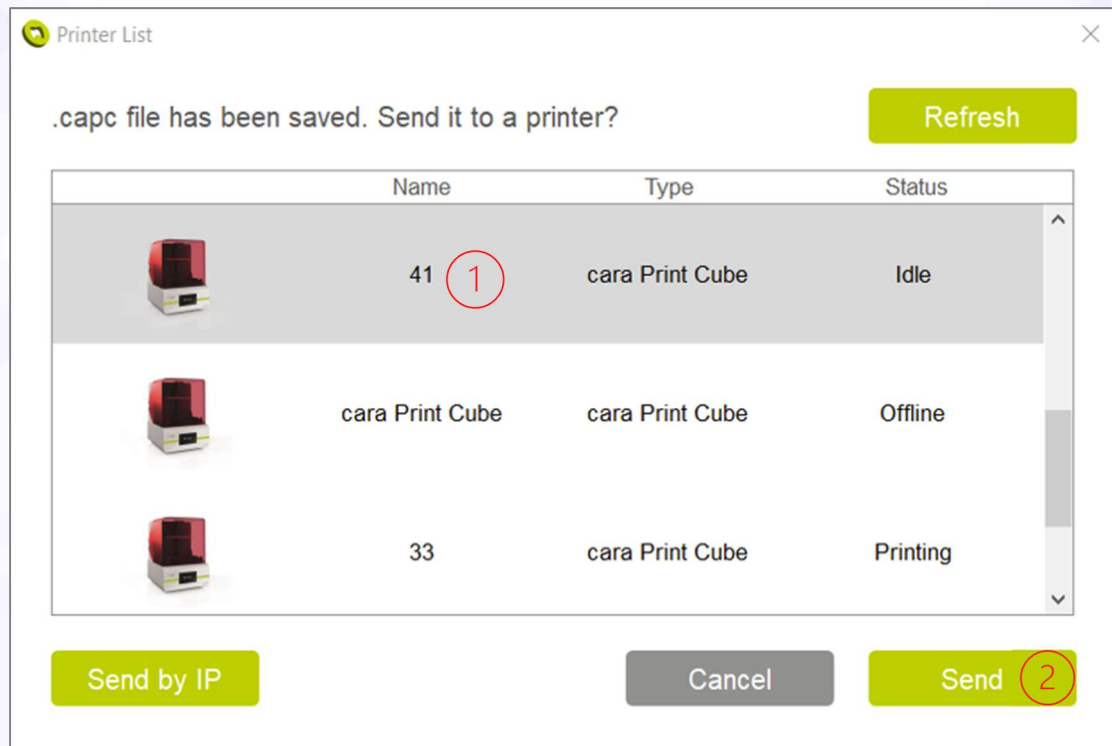 Printer List
.capc file has been saved. Send it to a printer?
Refresh
Name Type Status
41 1 cara Print Cube Idle
cara Print Cube cara Print Cube Offline
33 cara Print Cube Printing
Send by IP Cancel Send 2